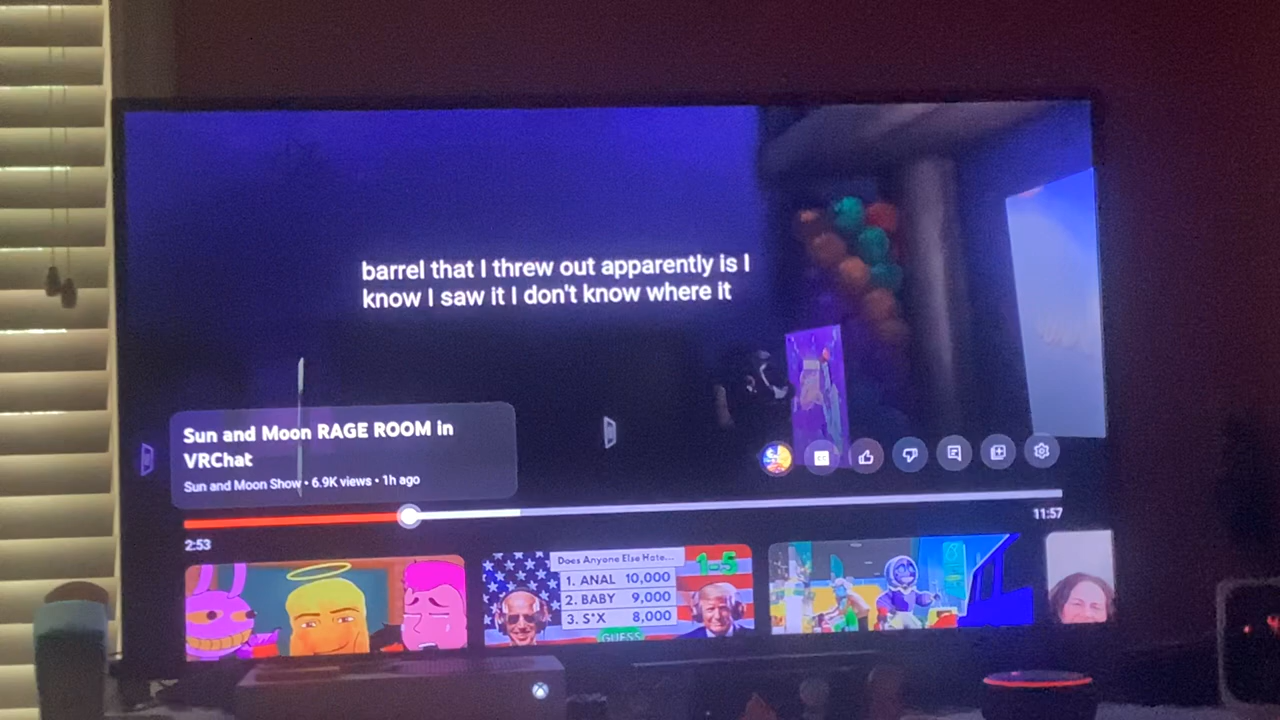 barrel that I threw out apparently is I
know I saw it I don't know where it
Sun and Moon RAGE ROOM in
VRChat
Sun and Moon Show • 6.9K views • 1h ago
CC
2:53
11:57
Does Anyone Else Hate...
1-5
1. ANAL 10,000
2. BABY 9,000
3. S*X 8,000
GUESS